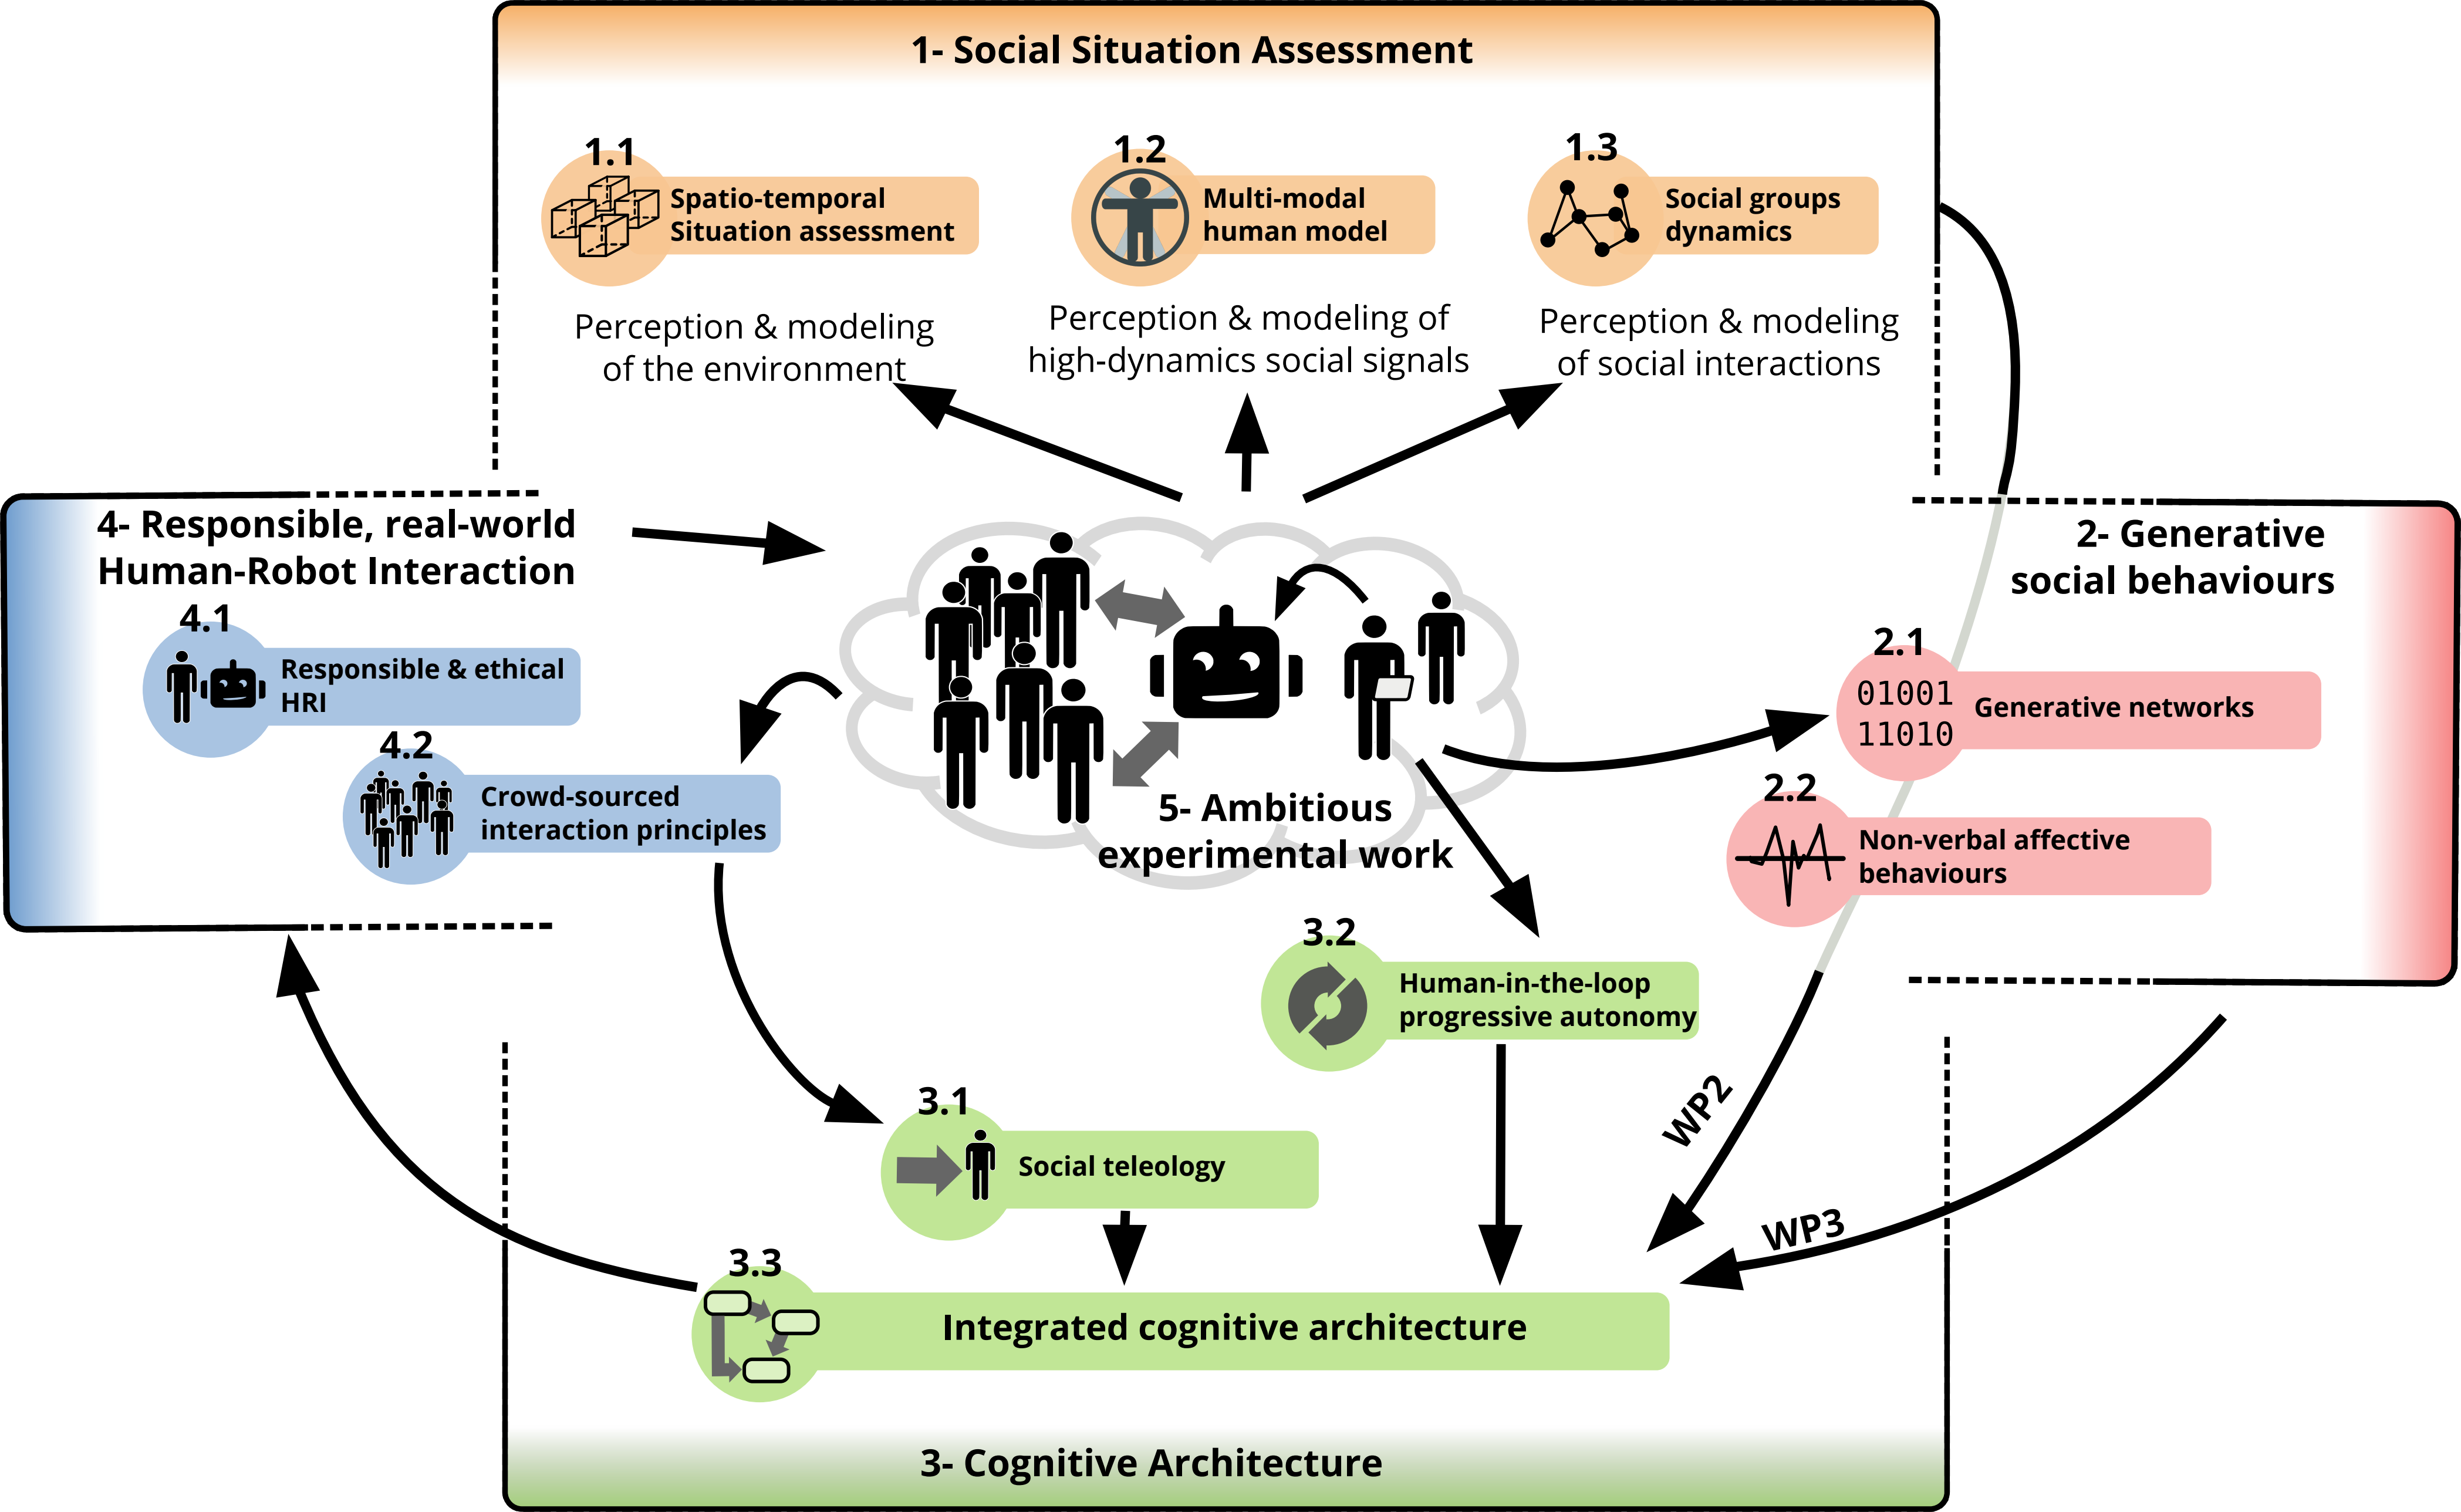 1- Social Situation Assessment
1.1
Spatio-temporal
Situation assessment
Perception & modeling
of the environment
1.2
Multi-modal
human model
Perception & modeling of
high-dynamics social signals
1.3
Social groups
dynamics
Perception & modeling
of social interactions
4- Responsible, real-world
Human-Robot Interaction
4.1
Responsible & ethical
HRI
4.2
Crowd-sourced
interaction principles
5- Ambitious
experimental work
2- Generative
social behaviours
2.1
01001
11010
Generative networks
2.2
Non-verbal affective
behaviours
3.2
Human-in-the-loop
progressive autonomy
3.1
Social teleology
WP2
WP3
3.3
Integrated cognitive architecture
3- Cognitive Architecture